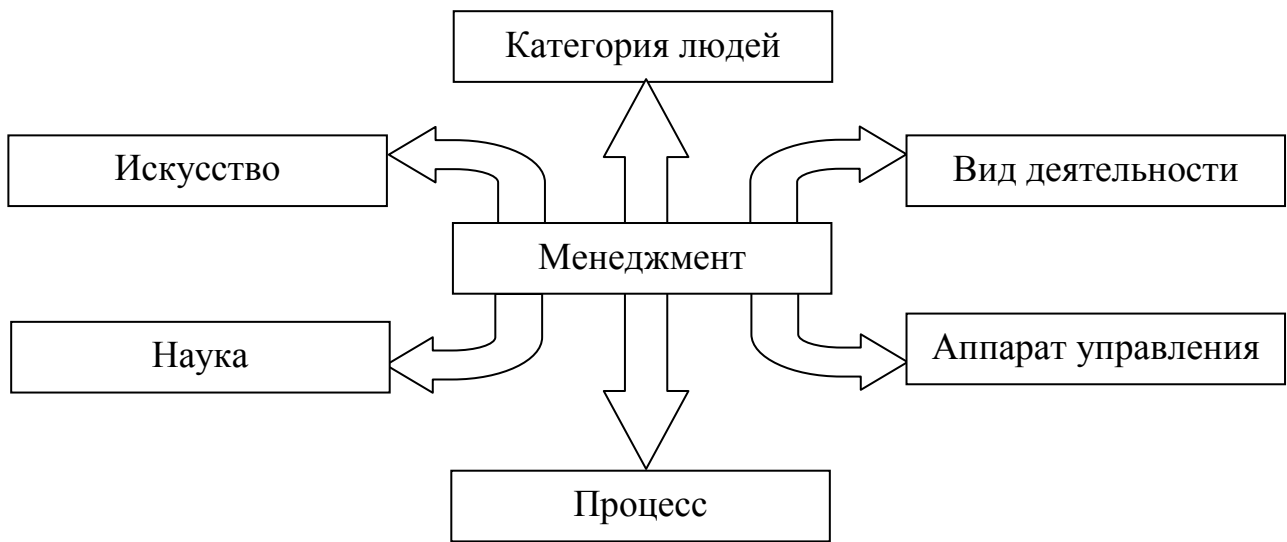 Категория людей
Искусство
Вид деятельности
Менеджмент
Наука
Аппарат управления
Процесс